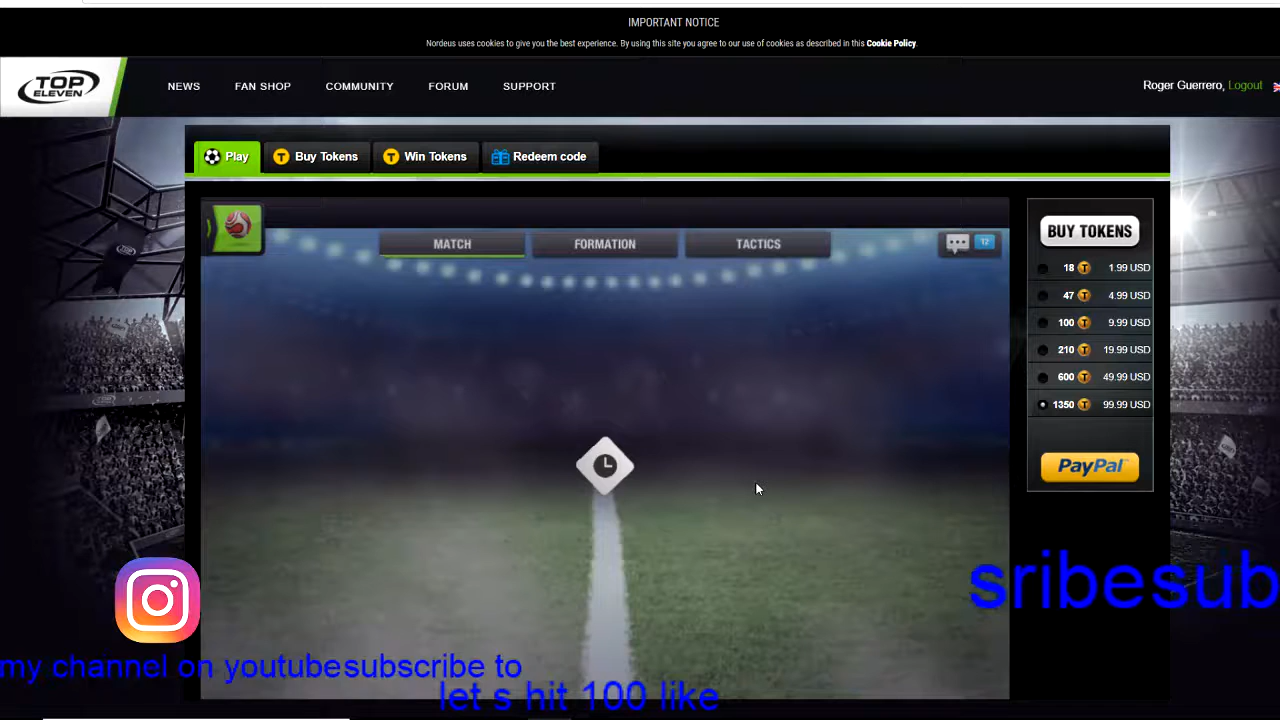 IMPORTANT NOTICE
Nordeus uses cookies to give you the best experience. By using this site you agree to our use of cookies as described in this Cookie Policy.
TOP ELEVEN
NEWS FAN SHOP COMMUNITY FORUM SUPPORT
Roger Guerrero, Logout
Play Buy Tokens Win Tokens Redeem code
MATCH FORMATION TACTICS
12
BUY TOKENS
18 T 1.99 USD
47 T 4.99 USD
100 T 9.99 USD
210 T 19.99 USD
600 T 49.99 USD
1350 T 99.99 USD
PayPal
sribesub
my channel on youtubesubscribe to
let s hit 100 like